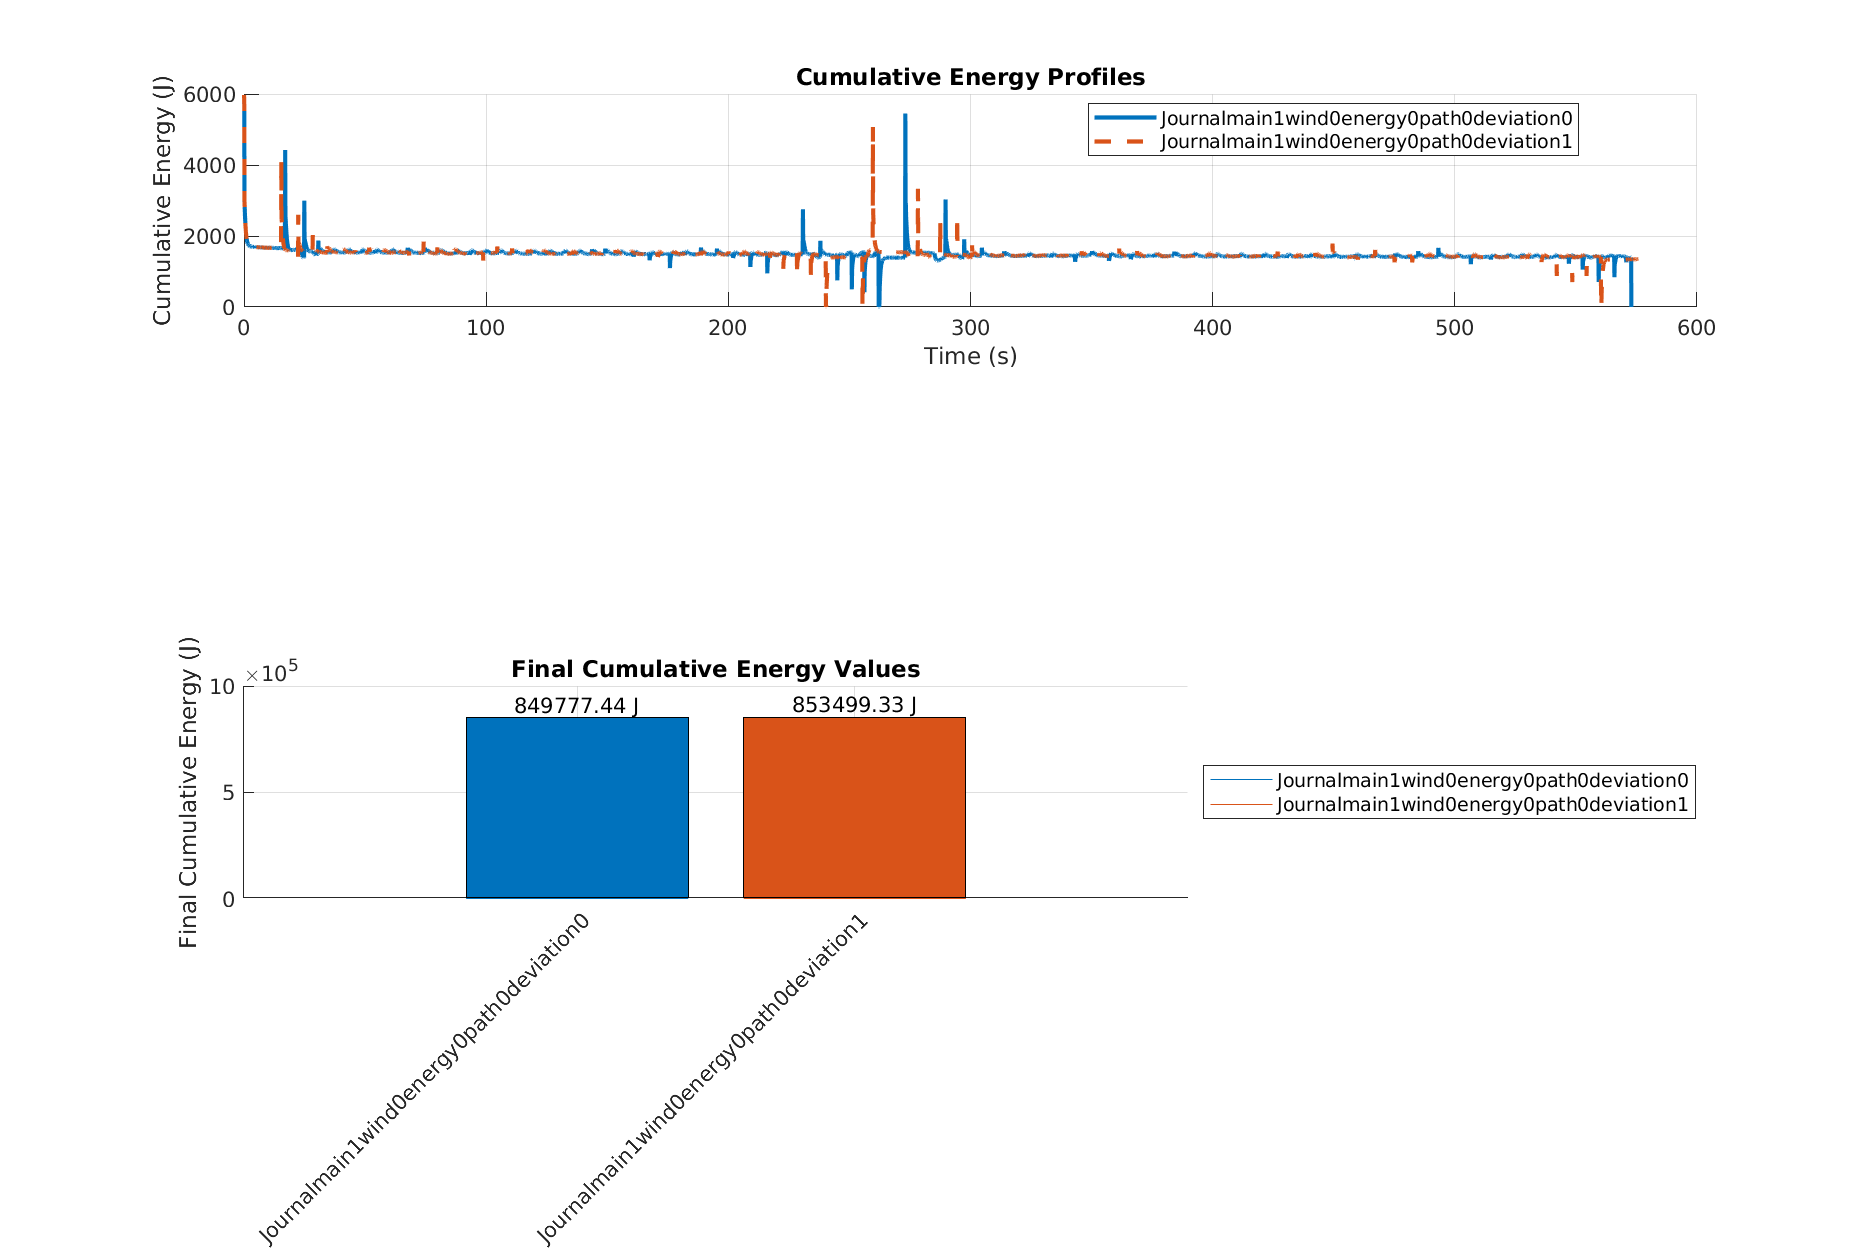 Cumulative Energy Profiles
Cumulative Energy (J)
6000
4000
2000
0
0 100 200 300 400 500 600
Time (s)
Journalmain1wind0energy0path0deviation0
Journalmain1wind0energy0path0deviation1
Final Cumulative Energy Values
Final Cumulative Energy (J)
×10^5
10
5
0
849777.44 J
853499.33 J
Journalmain1wind0energy0path0deviation0
Journalmain1wind0energy0path0deviation1
Journalmain1wind0energy0path0deviation0
Journalmain1wind0energy0path0deviation1